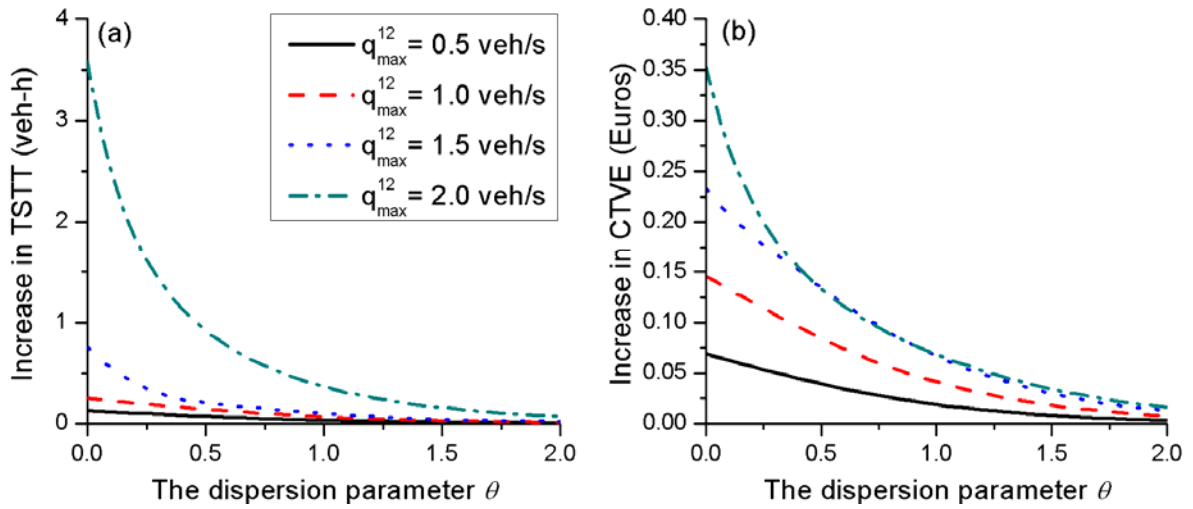 (a)
q12max = 0.5 veh/s
q12max = 1.0 veh/s
q12max = 1.5 veh/s
q12max = 2.0 veh/s
Increase in TSTT (veh-h)
4
3
2
1
0
0.0 0.5 1.0 1.5 2.0
The dispersion parameter θ
(b)
Increase in CTVE (Euros)
0.40
0.35
0.30
0.25
0.20
0.15
0.10
0.05
0.00
0.0 0.5 1.0 1.5 2.0
The dispersion parameter θ